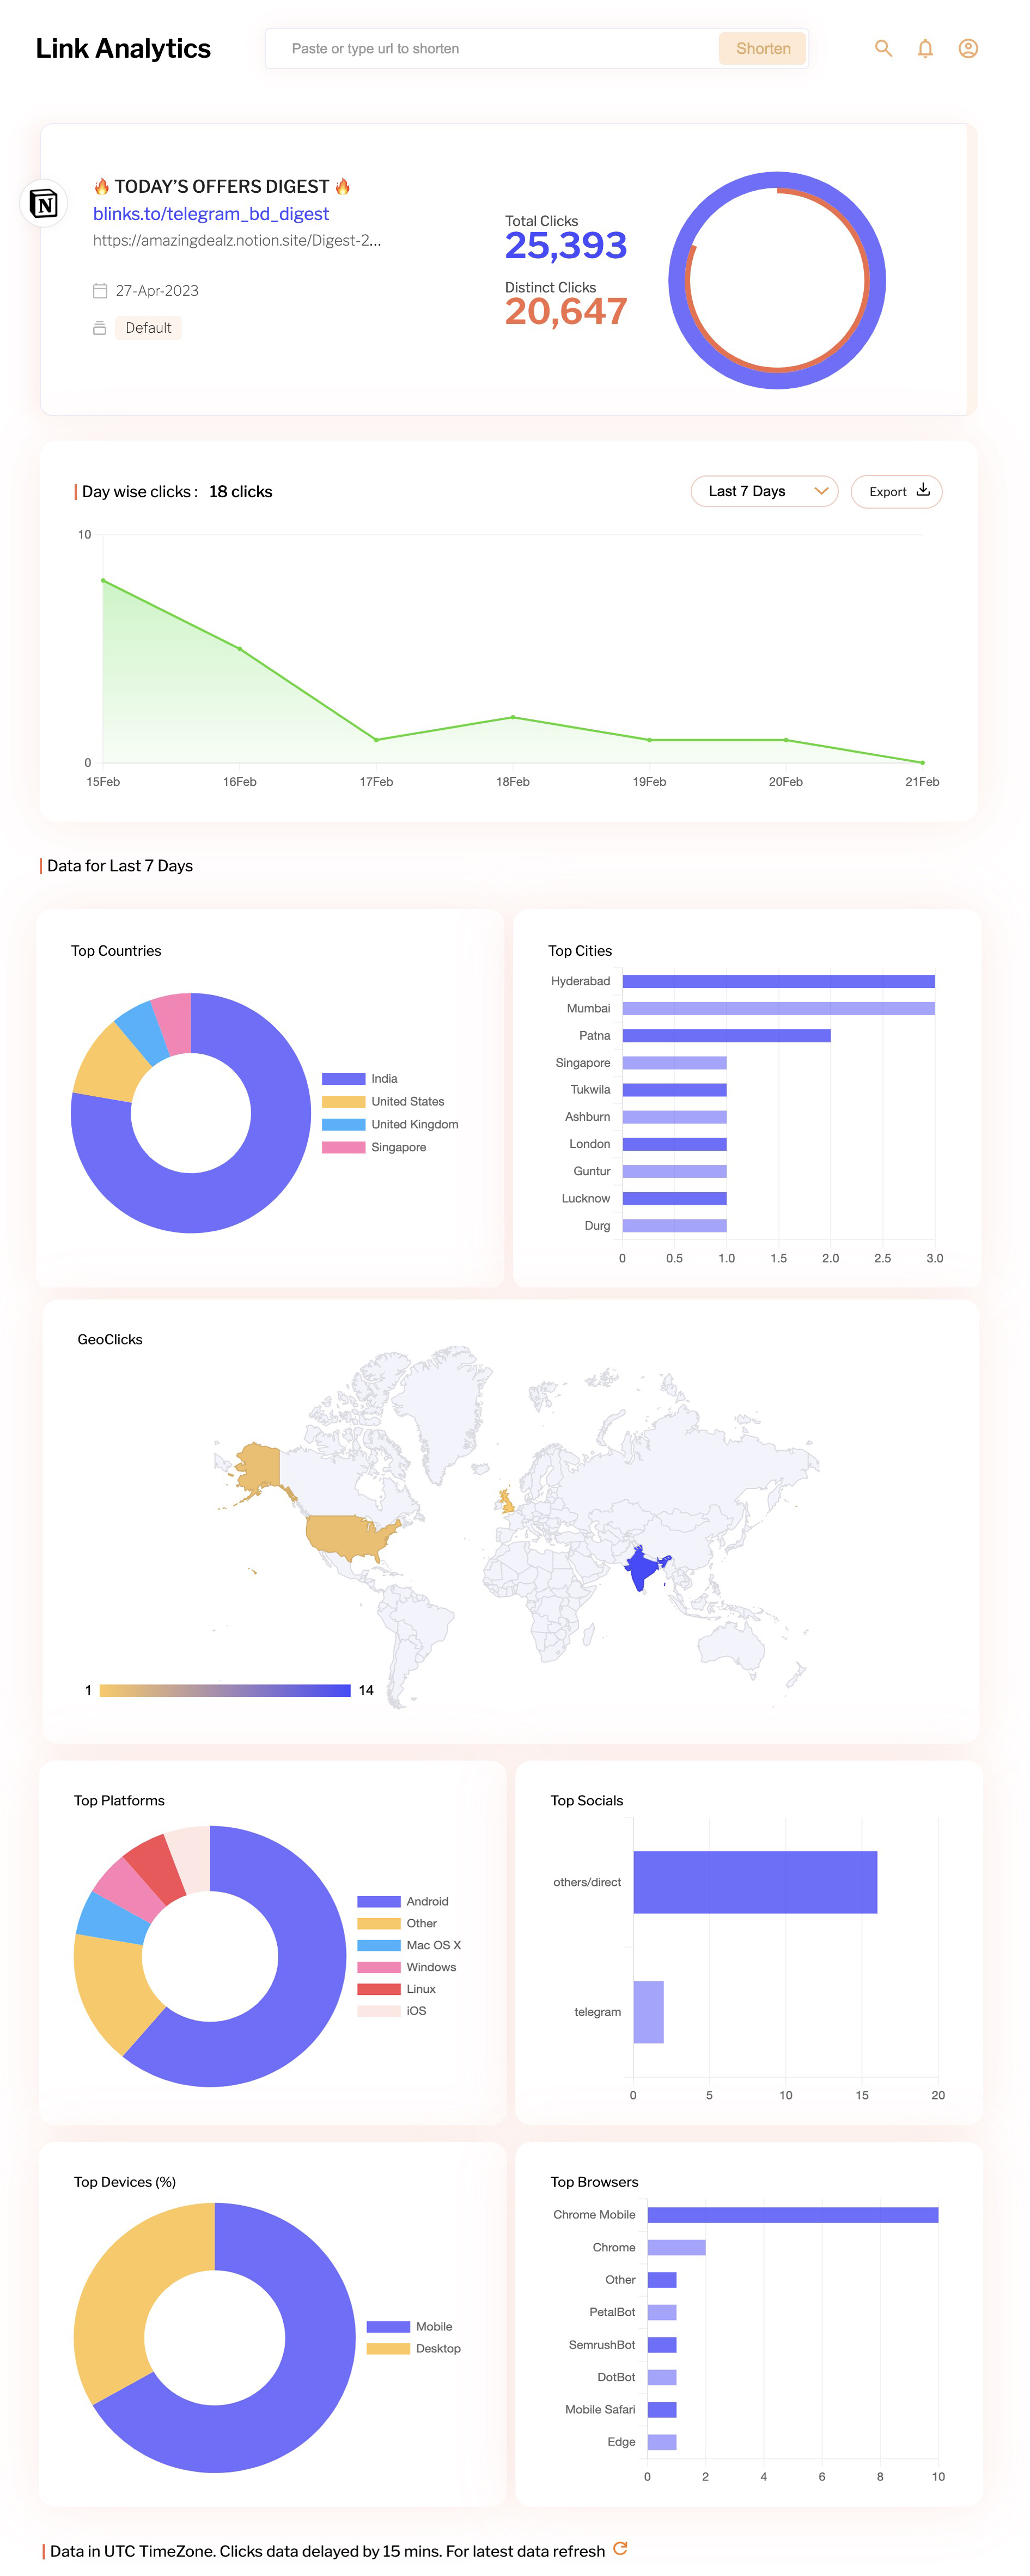 Link Analytics
Paste or type url to shorten
Shorten
N
🔥 TODAY'S OFFERS DIGEST 🔥
blinks.to/telegram_bd_digest
https://amazingdealz.notion.site/Digest-2...
27-Apr-2023
Default
Total Clicks
25,393
Distinct Clicks
20,647
Day wise clicks : 18 clicks
Last 7 Days
Export
10
0
15Feb 16Feb 17Feb 18Feb 19Feb 20Feb 21Feb
Data for Last 7 Days
Top Countries
India
United States
United Kingdom
Singapore
Top Cities
Hyderabad
Mumbai
Patna
Singapore
Tukwila
Ashburn
London
Guntur
Lucknow
Durg
0 0.5 1.0 1.5 2.0 2.5 3.0
GeoClicks
1 14
Top Platforms
Android
Other
Mac OS X
Windows
Linux
iOS
Top Socials
others/direct
telegram
0 5 10 15 20
Top Devices (%)
Mobile
Desktop
Top Browsers
Chrome Mobile
Chrome
Other
PetalBot
SemrushBot
DotBot
Mobile Safari
Edge
0 2 4 6 8 10
Data in UTC TimeZone. Clicks data delayed by 15 mins. For latest data refresh